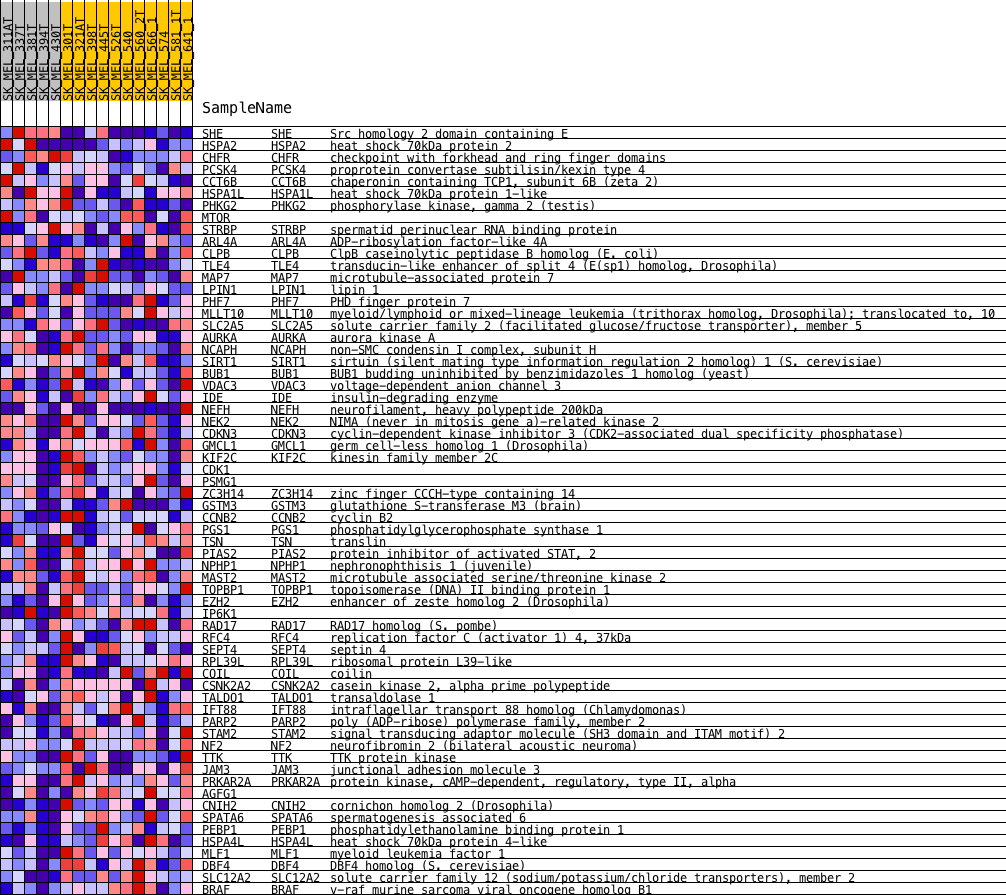 SK_MEL_311AT
SK_MEL_337T
SK_MEL_381T
SK_MEL_394T
SK_MEL_430T
SK_MEL_301T
SK_MEL_321AT
SK_MEL_398T
SK_MEL_445T
SK_MEL_526T
SK_MEL_540
SK_MEL_560_2T
SK_MEL_566_1
SK_MEL_574
SK_MEL_581_1T
SK_MEL_641_1
SampleName
SHE SHE Src homology 2 domain containing E
HSPA2 HSPA2 heat shock 70kDa protein 2
CHFR CHFR checkpoint with forkhead and ring finger domains
PCSK4 PCSK4 proprotein convertase subtilisin/kexin type 4
CCT6B CCT6B chaperonin containing TCP1, subunit 6B (zeta 2)
HSPA1L HSPA1L heat shock 70kDa protein 1-like
PHKG2 PHKG2 phosphorylase kinase, gamma 2 (testis)
MTOR
STRBP STRBP spermatid perinuclear RNA binding protein
ARL4A ARL4A ADP-ribosylation factor-like 4A
CLPB CLPB ClpB caseinolytic peptidase B homolog (E. coli)
TLE4 TLE4 transducin-like enhancer of split 4 (E(sp1) homolog, Drosophila)
MAP7 MAP7 microtubule-associated protein 7
LPIN1 LPIN1 lipin 1
PHF7 PHF7 PHD finger protein 7
MLLT10 MLLT10 myeloid/lymphoid or mixed-lineage leukemia (trithorax homolog, Drosophila); translocated to, 10
SLC2A5 SLC2A5 solute carrier family 2 (facilitated glucose/fructose transporter), member 5
AURKA AURKA aurora kinase A
NCAPH NCAPH non-SMC condensin I complex, subunit H
SIRT1 SIRT1 sirtuin (silent mating type information regulation 2 homolog) 1 (S. cerevisiae)
BUB1 BUB1 BUB1 budding uninhibited by benzimidazoles 1 homolog (yeast)
VDAC3 VDAC3 voltage-dependent anion channel 3
IDE IDE insulin-degrading enzyme
NEFH NEFH neurofilament, heavy polypeptide 200kDa
NEK2 NEK2 NIMA (never in mitosis gene a)-related kinase 2
CDKN3 CDKN3 cyclin-dependent kinase inhibitor 3 (CDK2-associated dual specificity phosphatase)
GMCL1 GMCL1 germ cell-less homolog 1 (Drosophila)
KIF2C KIF2C kinesin family member 2C
CDK1
PSMG1
ZC3H14 ZC3H14 zinc finger CCCH-type containing 14
GSTM3 GSTM3 glutathione S-transferase M3 (brain)
CCNB2 CCNB2 cyclin B2
PGS1 PGS1 phosphatidylglycerophosphate synthase 1
TSN TSN translin
PIAS2 PIAS2 protein inhibitor of activated STAT, 2
NPHP1 NPHP1 nephronophthisis 1 (juvenile)
MAST2 MAST2 microtubule associated serine/threonine kinase 2
TOPBP1 TOPBP1 topoisomerase (DNA) II binding protein 1
EZH2 EZH2 enhancer of zeste homolog 2 (Drosophila)
IP6K1
RAD17 RAD17 RAD17 homolog (S. pombe)
RFC4 RFC4 replication factor C (activator 1) 4, 37kDa
SEPT4 SEPT4 septin 4
RPL39L RPL39L ribosomal protein L39-like
COIL COIL coilin
CSNK2A2 CSNK2A2 casein kinase 2, alpha prime polypeptide
TALDO1 TALDO1 transaldolase 1
IFT88 IFT88 intraflagellar transport 88 homolog (Chlamydomonas)
PARP2 PARP2 poly (ADP-ribose) polymerase family, member 2
STAM2 STAM2 signal transducing adaptor molecule (SH3 domain and ITAM motif) 2
NF2 NF2 neurofibromin 2 (bilateral acoustic neuroma)
TTK TTK TTK protein kinase
JAM3 JAM3 junctional adhesion molecule 3
PRKAR2A PRKAR2A protein kinase, cAMP-dependent, regulatory, type II, alpha
AGFG1
CNIH2 CNIH2 cornichon homolog 2 (Drosophila)
SPATA6 SPATA6 spermatogenesis associated 6
PEBP1 PEBP1 phosphatidylethanolamine binding protein 1
HSPA4L HSPA4L heat shock 70kDa protein 4-like
MLF1 MLF1 myeloid leukemia factor 1
DBF4 DBF4 DBF4 homolog (S. cerevisiae)
SLC12A2 SLC12A2 solute carrier family 12 (sodium/potassium/chloride transporters), member 2
BRAF BRAF v-raf murine sarcoma viral oncogene homolog B1